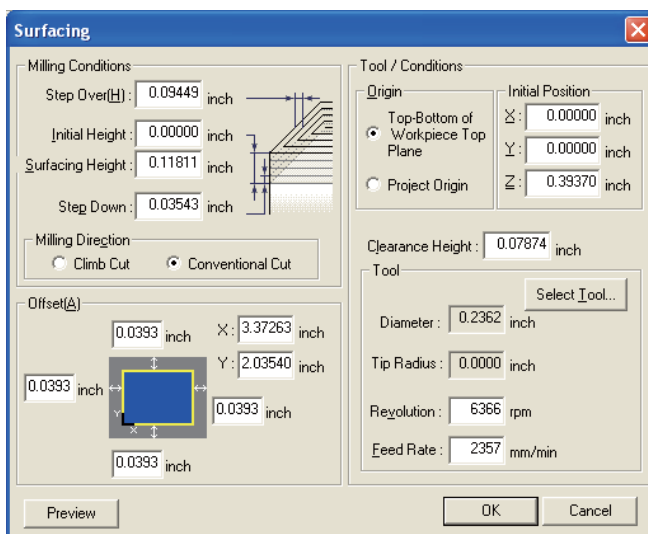 Surfacing
Milling Conditions
Step Over(H) : 0.09449 inch
Initial Height : 0.00000 inch
Surfacing Height : 0.11811 inch
Step Down : 0.03543 inch
Milling Direction
Climb Cut Conventional Cut
Offset(A)
0.0393 inch X : 3.37263 inch
Y : 2.03540 inch
0.0393 inch
Y
X
0.0393 inch
0.0393 inch
Preview
Tool / Conditions
Origin
Top-Bottom of
Workpiece Top
Plane
Project Origin
Initial Position
X : 0.00000 inch
Y : 0.00000 inch
Z : 0.39370 inch
Clearance Height : 0.07874 inch
Tool
Select Tool...
Diameter : 0.2362 inch
Tip Radius : 0.0000 inch
Revolution : 6366 rpm
Feed Rate : 2357 mm/min
OK Cancel